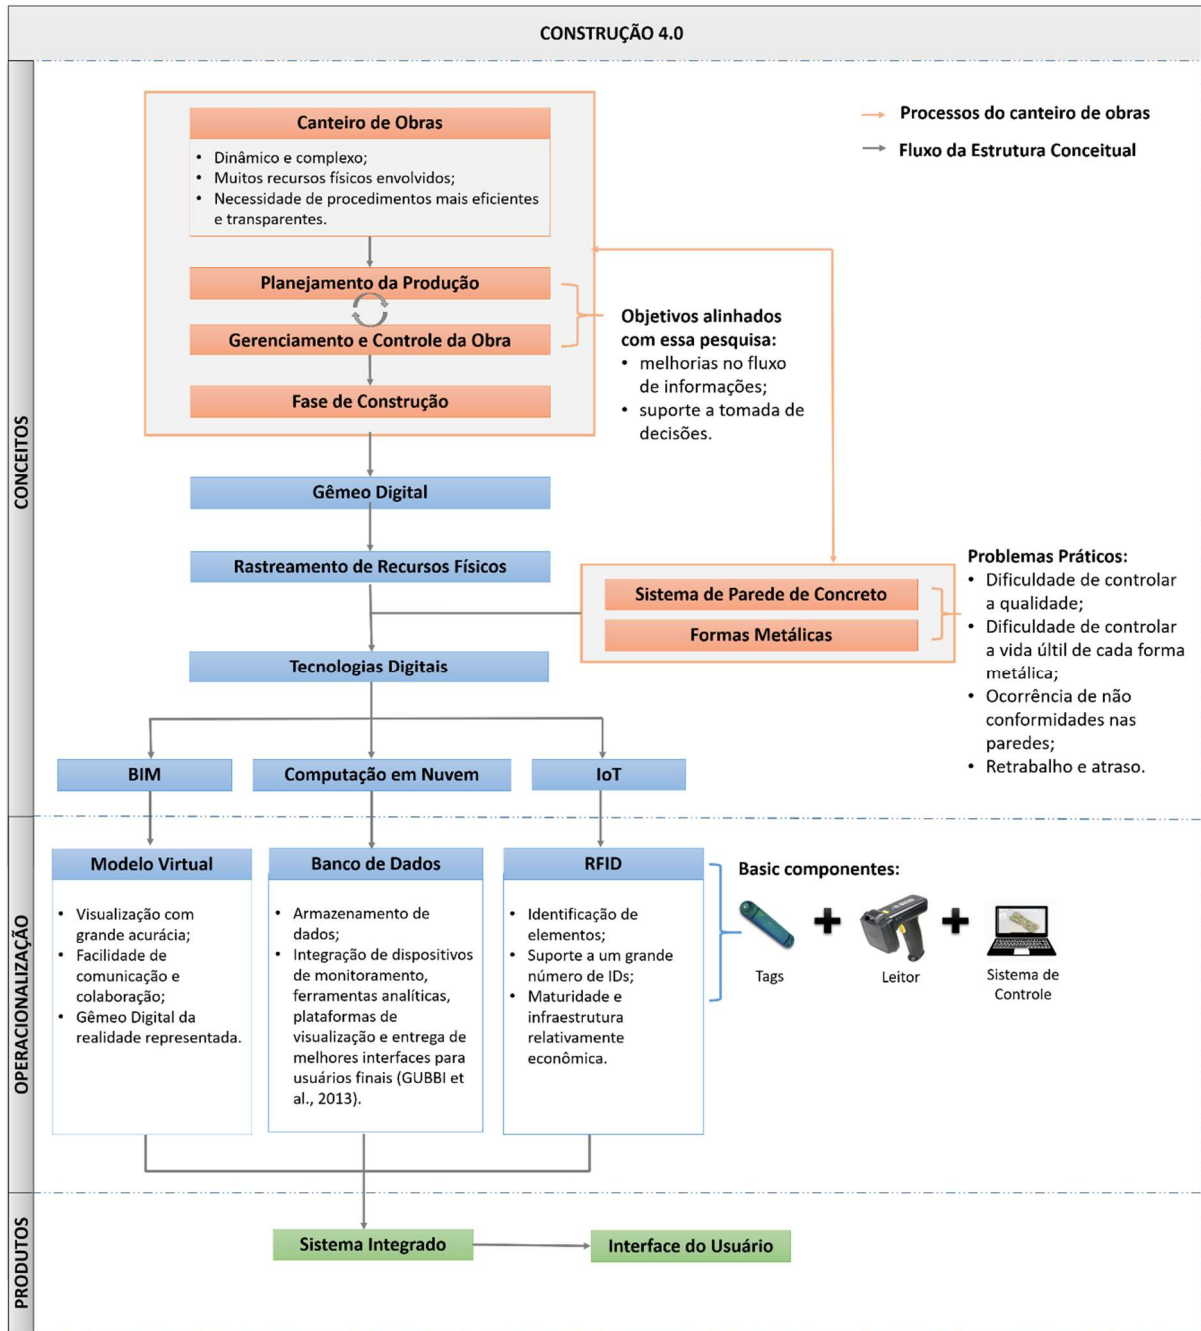 CONSTRUÇÃO 4.0
CONCEITOS
Canteiro de Obras
• Dinâmico e complexo;
• Muitos recursos físicos envolvidos;
• Necessidade de procedimentos mais eficientes
e transparentes.
Processos do canteiro de obras
Fluxo da Estrutura Conceitual
Planejamento da Produção
Gerenciamento e Controle da Obra
Fase de Construção
Objetivos alinhados
com essa pesquisa:
• melhorias no fluxo
de informações;
• suporte a tomada de
decisões.
Gêmeo Digital
Rastreamento de Recursos Físicos
Sistema de Parede de Concreto
Formas Metálicas
Problemas Práticos:
• Dificuldade de controlar
a qualidade;
• Dificuldade de controlar
a vida últil de cada forma
metálica;
• Ocorrência de não
conformidades nas
paredes;
• Retrabalho e atraso.
Tecnologias Digitais
BIM
Computação em Nuvem
IoT
OPERACIONALIZAÇÃO
Modelo Virtual
• Visualização com
grande acurácia;
• Facilidade de
comunicação e
colaboração;
• Gêmeo Digital da
realidade representada.
Banco de Dados
• Armazenamento de
dados;
• Integração de dispositivos
de monitoramento,
ferramentas analíticas,
plataformas de
visualização e entrega de
melhores interfaces para
usuários finais (GUBBI et
al., 2013).
RFID
• Identificação de
elementos;
• Suporte a um grande
número de IDs;
• Maturidade e
infraestrutura
relativamente
econômica.
Basic componentes:
Tags
Leitor
Sistema de
Controle
PRODUTOS
Sistema Integrado
Interface do Usuário